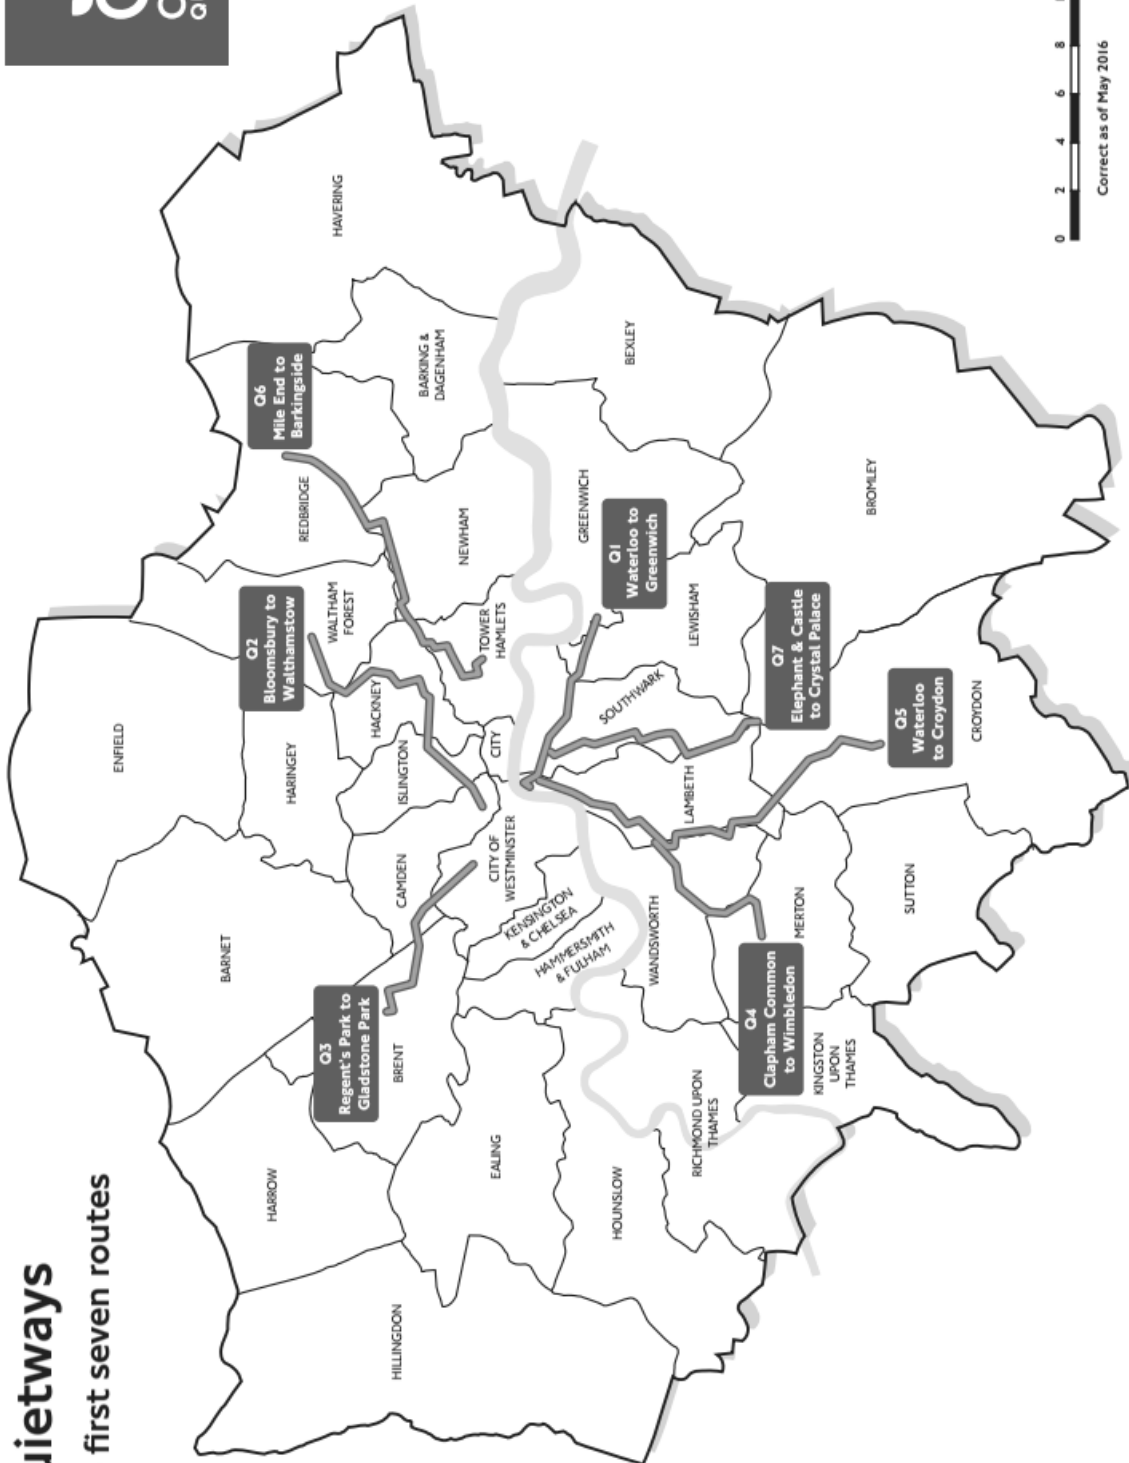 uietways
first seven routes
ENFIELD
BARNET
HARROW
HILLINGDON
HARINGEY
Q2
Bloomsbury to
Walthamstow
WALTHAM
FOREST
REDBRIDGE
Q6
Mile End to
Barkingside
HAVERING
Q3
Regent's Park to
Gladstone Park
BRENT
CAMDEN
ISLINGTON
HACKNEY
BARKING &
DAGENHAM
NEWHAM
TOWER
HAMLETS
CITY
CITY OF
WESTMINSTER
KENSINGTON
& CHELSEA
HAMMERSMITH
& FULHAM
EALING
HOUNSLOW
RICHMOND UPON
THAMES
WANDSWORTH
LAMBETH
SOUTHWARK
LEWISHAM
GREENWICH
Q1
Waterloo to
Greenwich
BEXLEY
Q4
Clapham Common
to Wimbledon
KINGSTON
UPON
THAMES
MERTON
SUTTON
Q7
Elephant & Castle
to Crystal Palace
Q5
Waterloo
to Croydon
CROYDON
BROMLEY
0 2 4 6 8
Correct as of May 2016